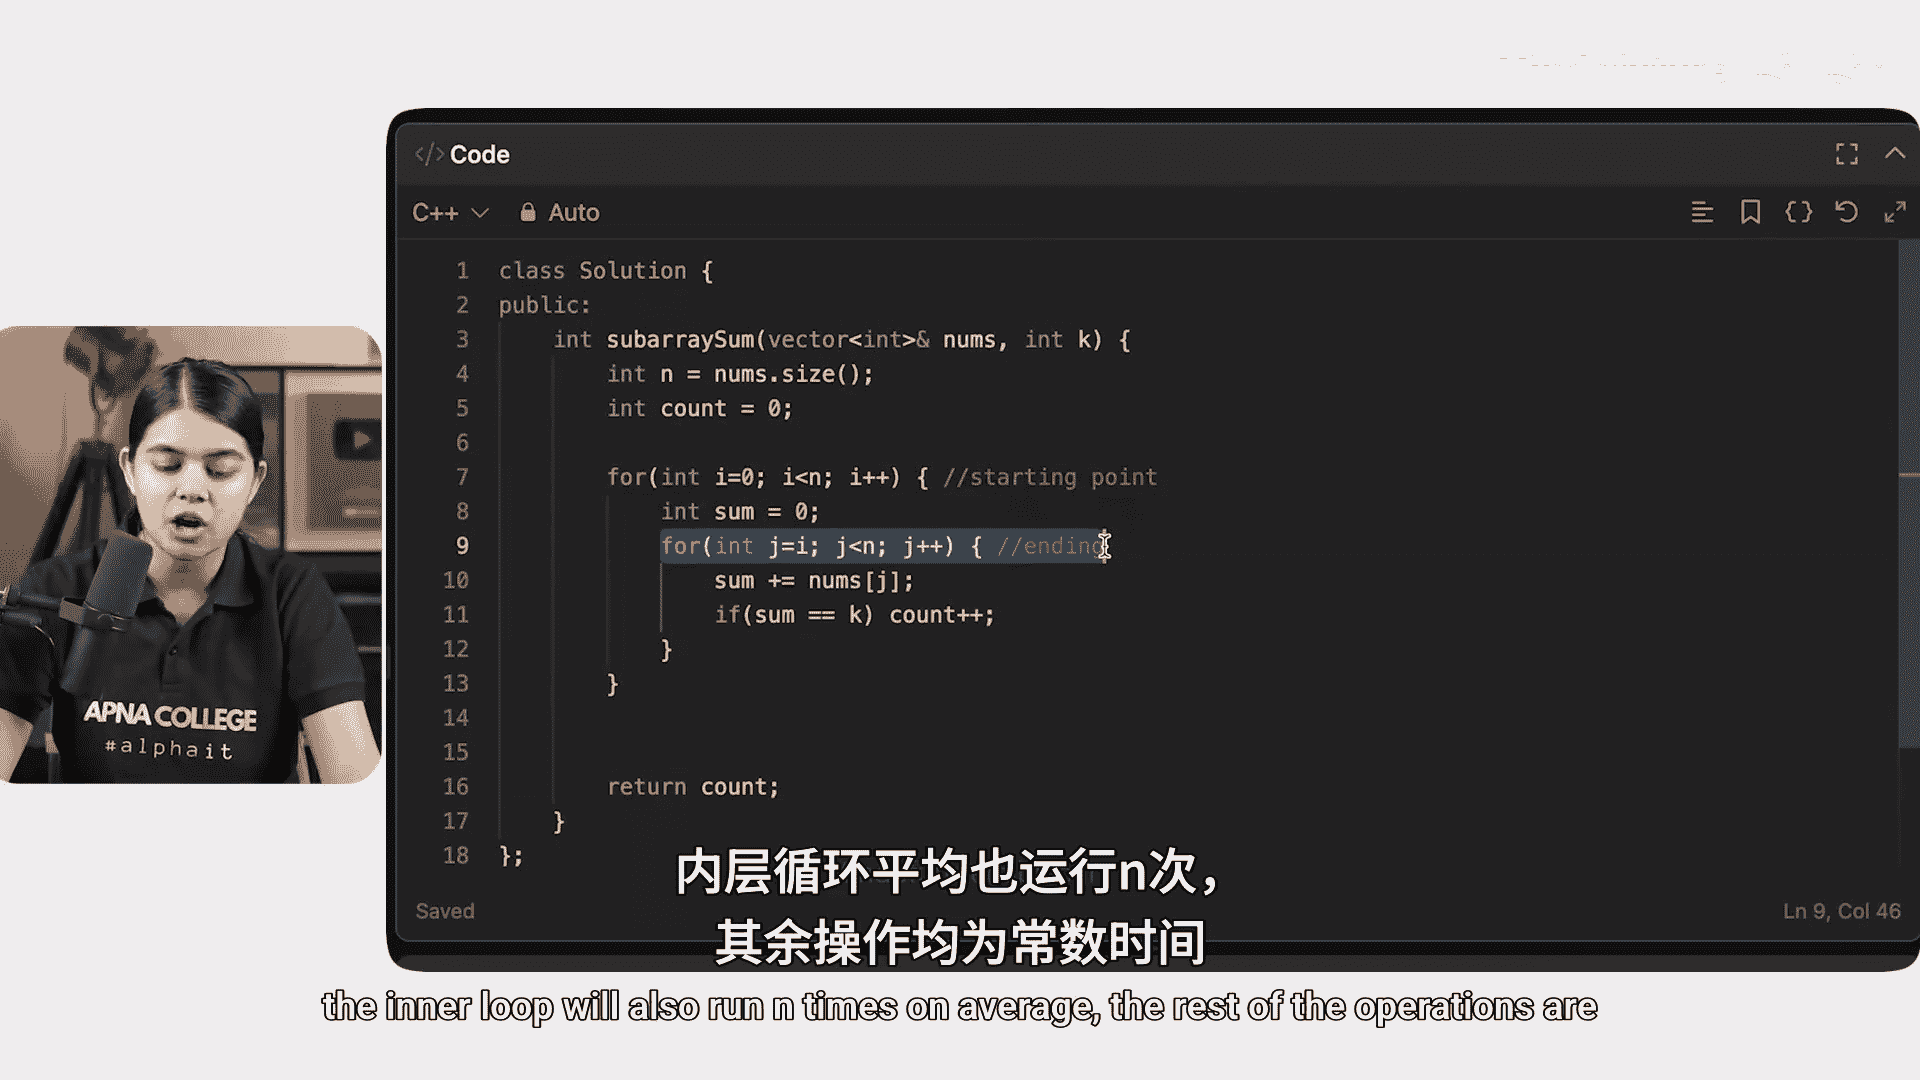 </> Code
C++ Auto
1 class Solution {
2 public:
3 int subarraySum(vector<int>& nums, int k) {
4 int n = nums.size();
5 int count = 0;
6
7 for(int i=0; i<n; i++) { //starting point
8 int sum = 0;
9 for(int j=i; j<n; j++) { //ending
10 sum += nums[j];
11 if(sum == k) count++;
12 }
13 }
14
15
16 return count;
17 }
18 };
Saved
Ln 9, Col 46
APNA COLLEGE
#alphait
内层循环平均也运行n次，
其余操作均为常数时间
the inner loop will also run n times on average, the rest of the operations are